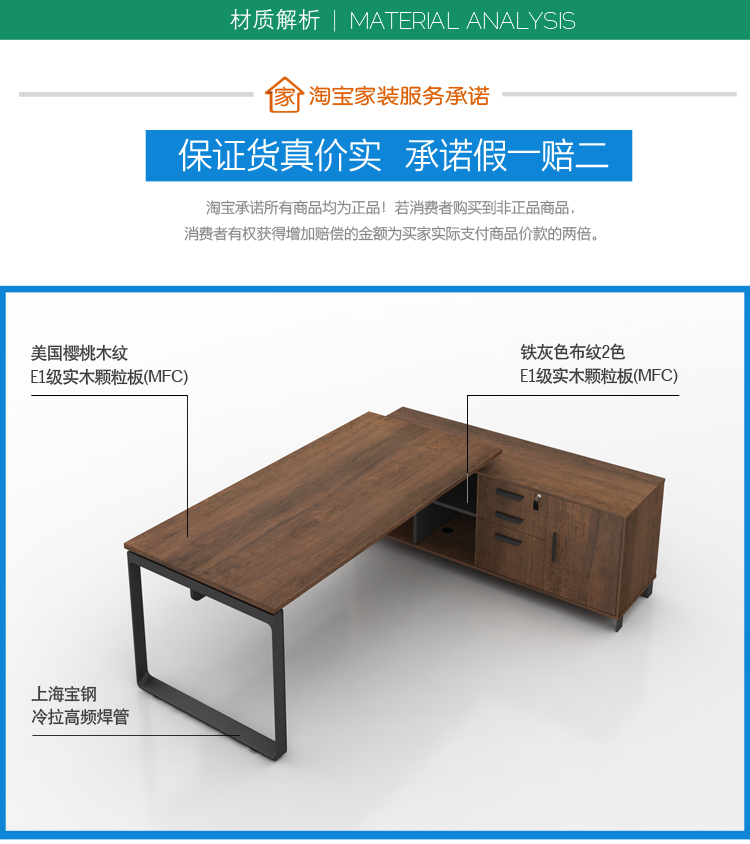 材质解析 | MATERIAL ANALYSIS
家 淘宝家装服务承诺
保证货真价实 承诺假一赔二
淘宝承诺所有商品均为正品！若消费者购买到非正品商品，
消费者有权获得增加赔偿的金额为买家实际支付商品价款的两倍。
美国樱桃木纹
E1级实木颗粒板(MFC)
铁灰色布纹2色
E1级实木颗粒板(MFC)
上海宝钢
冷拉高频焊管